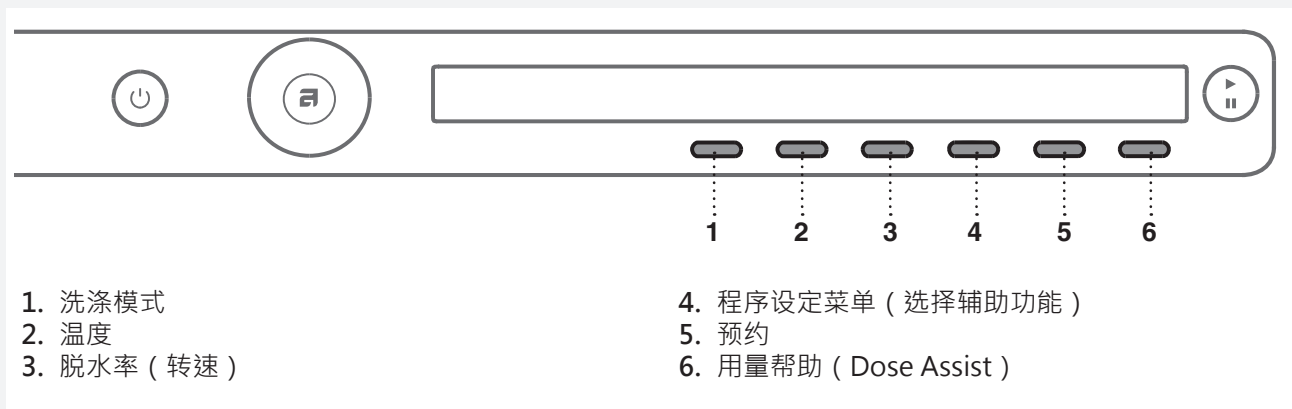 1 2 3 4 5 6
1. 洗涤模式
2. 温度
3. 脱水率（转速）
4. 程序设定菜单（选择辅助功能）
5. 预约
6. 用量帮助（Dose Assist）